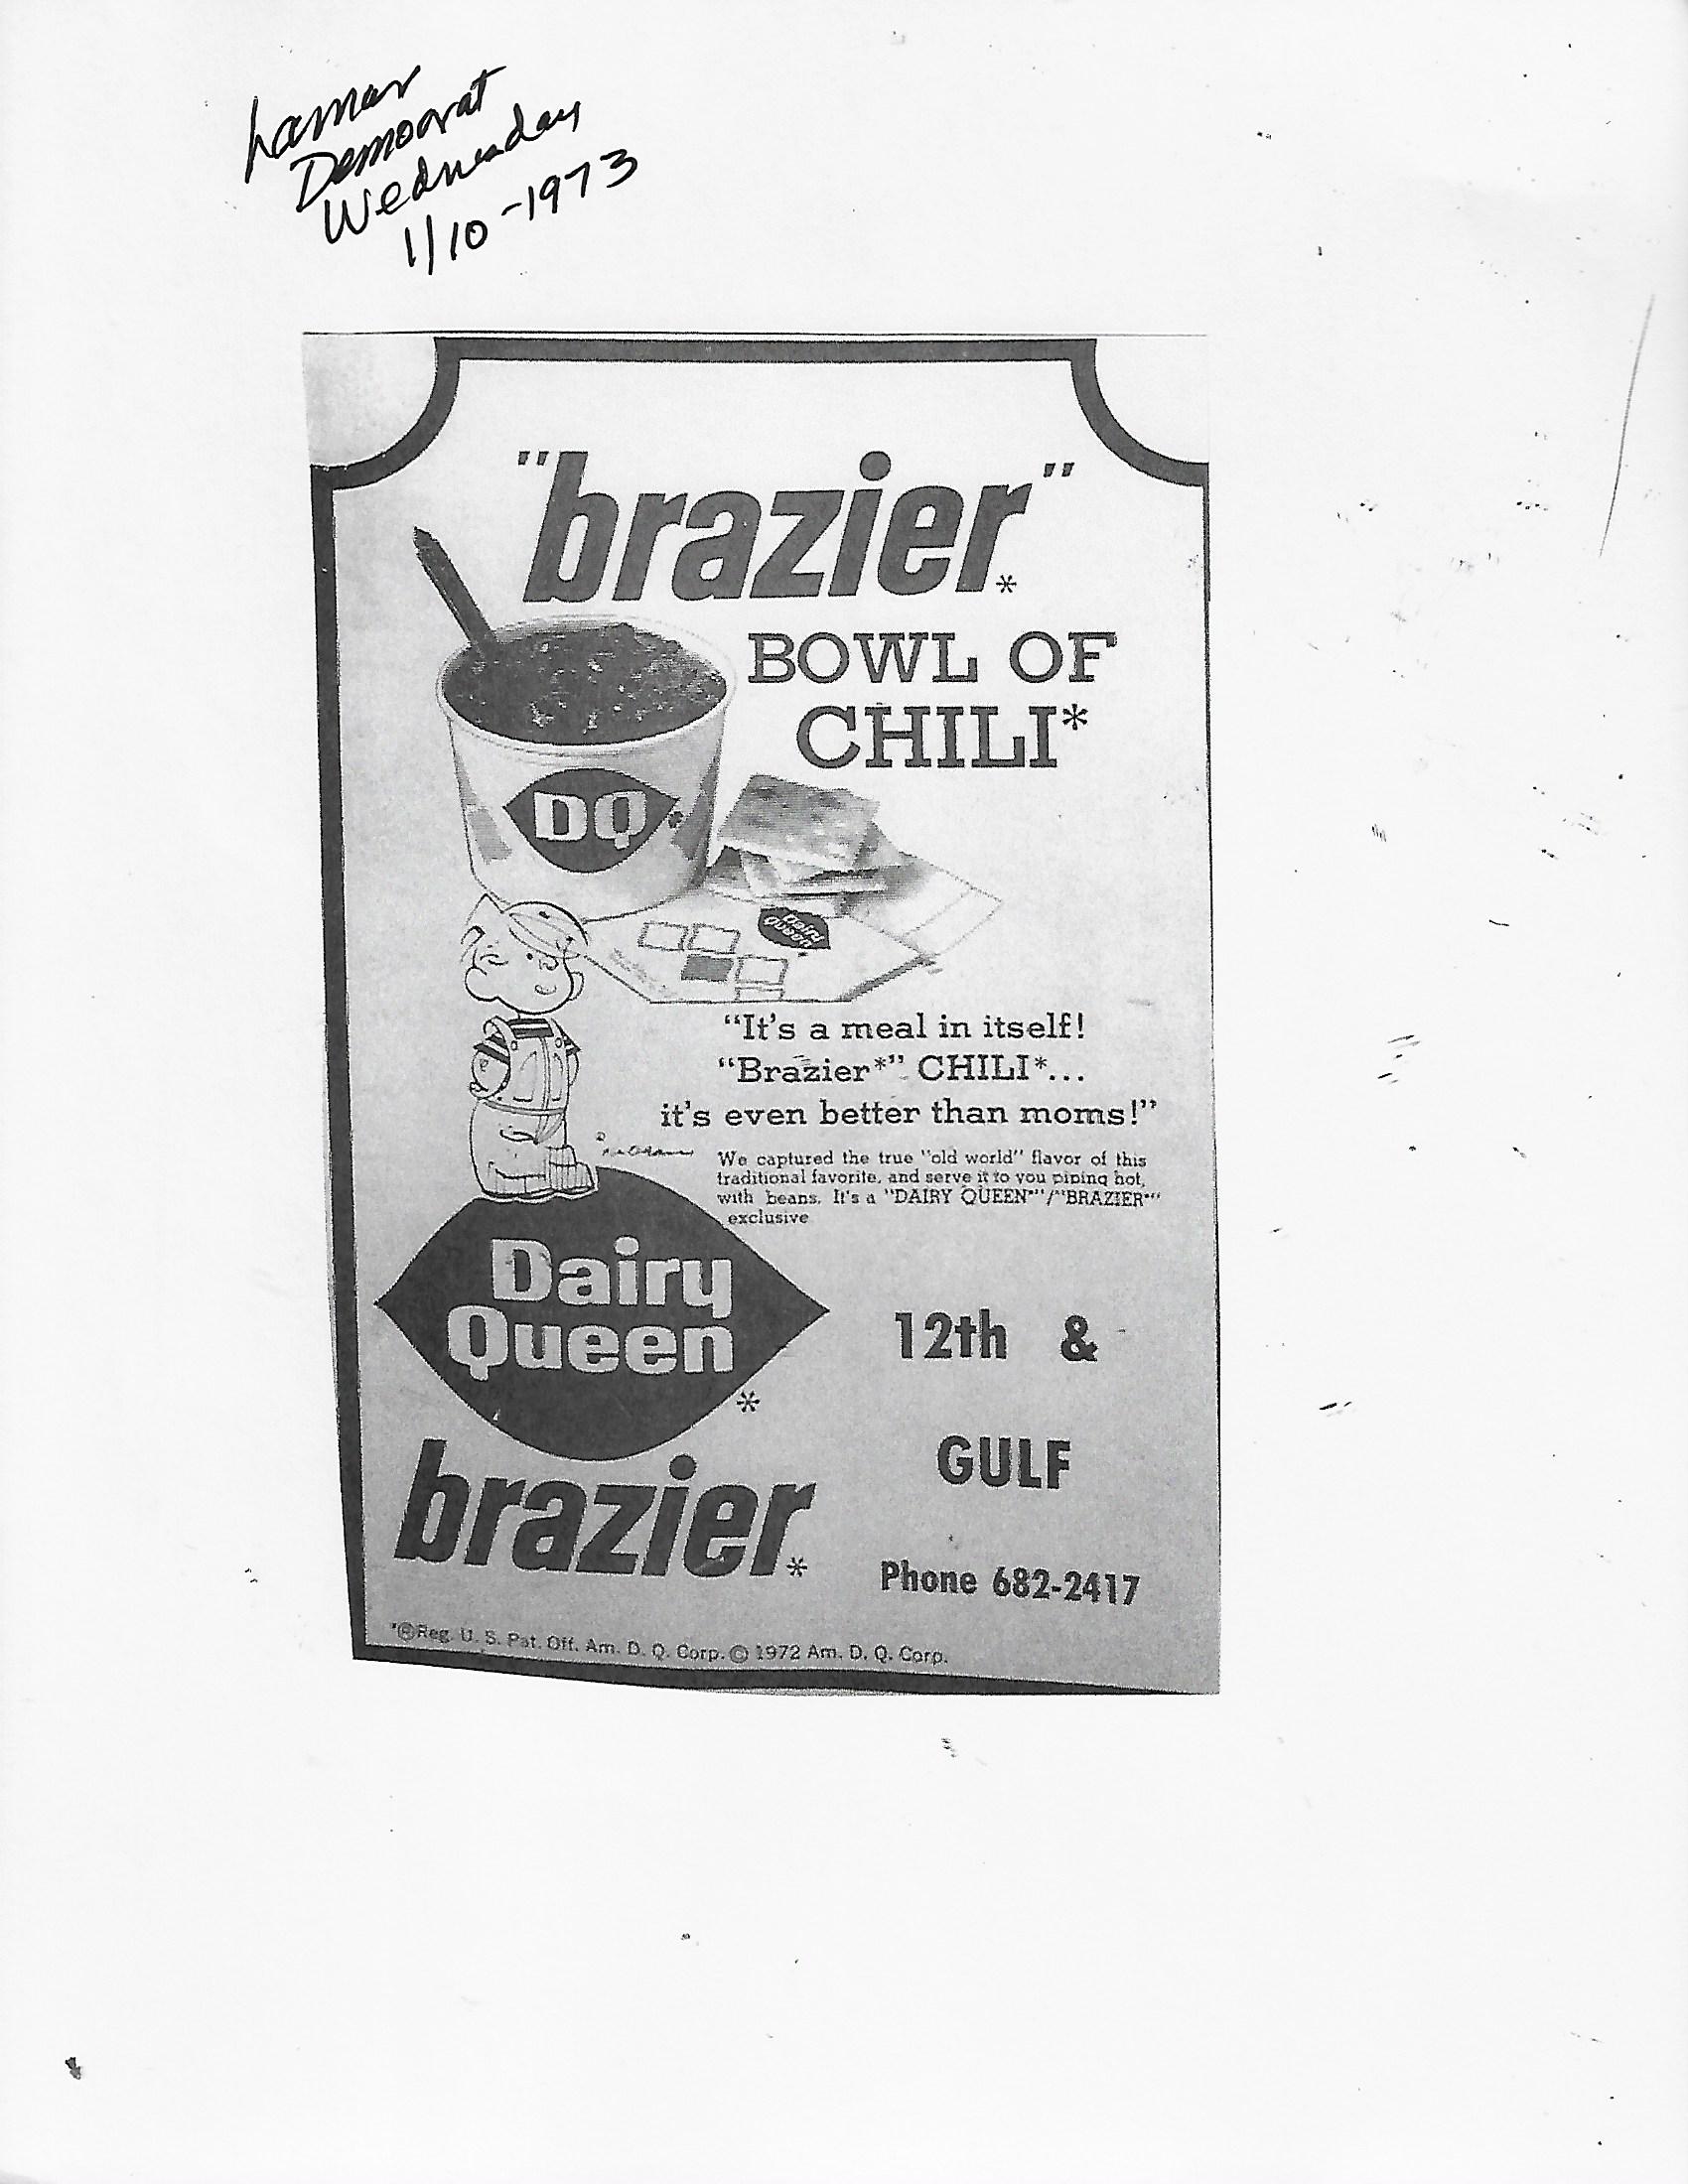 Lamar
Democrat
Wednesday
1/10-1973
"brazier"*
BOWL OF
CHILI*
DQ
Dairy
Queen
"It's a meal in itself!
"Brazier*" CHILI*...
it's even better than moms!"
We captured the true "old world" flavor of this
traditional favorite, and serve it to you piping hot,
with beans. It's a "DAIRY QUEEN*"/"BRAZIER*"
exclusive
Dairy
Queen*
12th &
GULF
brazier*
Phone 682-2417
*®Reg. U. S. Pat. Off. Am. D. Q. Corp. © 1972 Am. D. Q. Corp.